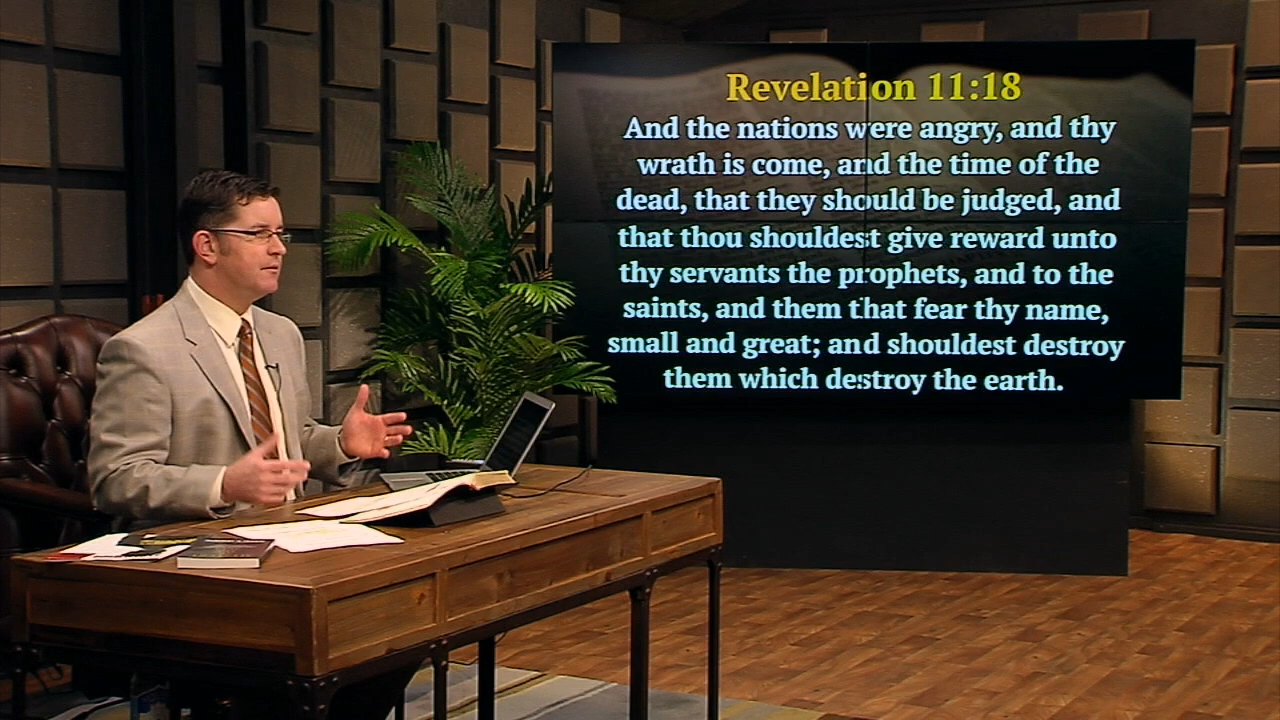 Revelation 11:18
And the nations were angry, and thy
wrath is come, and the time of the
dead, that they should be judged, and
that thou shouldest give reward unto
thy servants the prophets, and to the
saints, and them that fear thy name,
small and great; and shouldest destroy
them which destroy the earth.